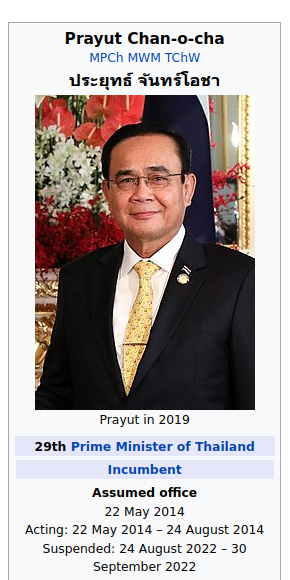 Prayut Chan-o-cha
MPCh MWM TChW
ประยุทธ์ จันทร์โอชา
Prayut in 2019
29th Prime Minister of Thailand
Incumbent
Assumed office
22 May 2014
Acting: 22 May 2014 – 24 August 2014
Suspended: 24 August 2022 – 30
September 2022